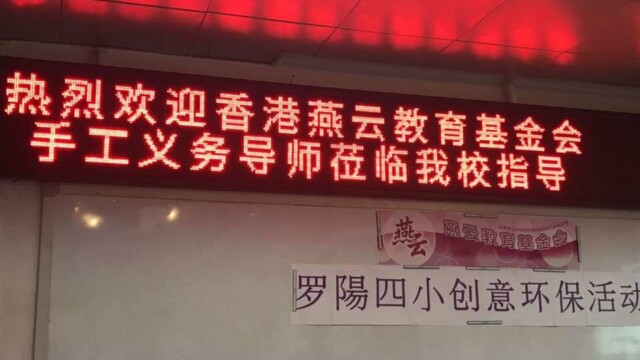 热烈欢迎香港燕云教育基金会
手工义务导师莅临我校指导
燕云
燕云教育基金会
罗陽四小创意环保活动